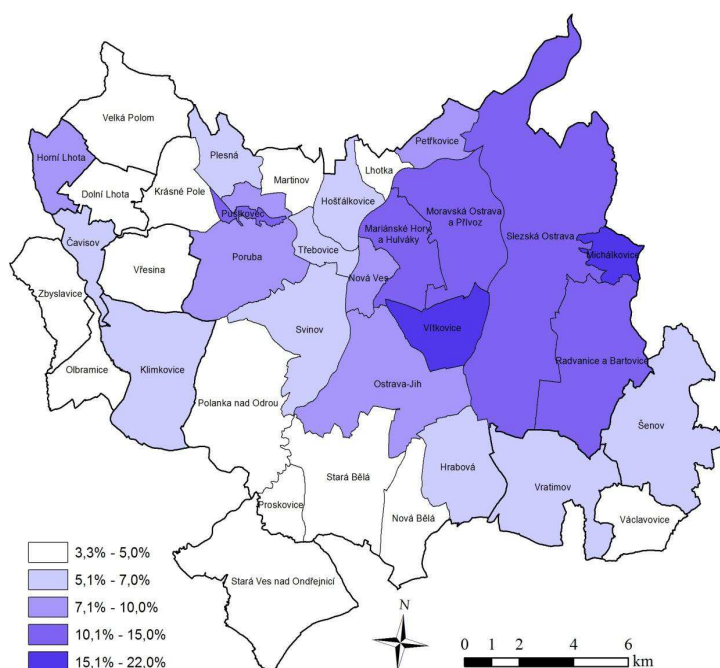 Velká Polom
Horní Lhota
Plesná
Petřkovice
Dolní Lhota
Krásné Pole
Martinov
Lhotka
Hošťálkovice
Pustkovec
Moravská Ostrava
a Přívoz
Mariánské Hory
a Hulváky
Slezská Ostrava
Čavisov
Třebovice
Michálkovice
Vřesina
Poruba
Nová Ves
Zbyslavice
Svinov
Vítkovice
Olbramice
Klimkovice
Radvanice a Bartovice
Polanka nad Odrou
Ostrava-Jih
Šenov
Stará Bělá
Hrabová
Vratimov
Proskovice
Nová Bělá
Václavovice
Stará Ves nad Ondřejnicí
3,3% - 5,0%
5,1% - 7,0%
7,1% - 10,0%
10,1% - 15,0%
15,1% - 22,0%
N
0 1 2 4 6
km